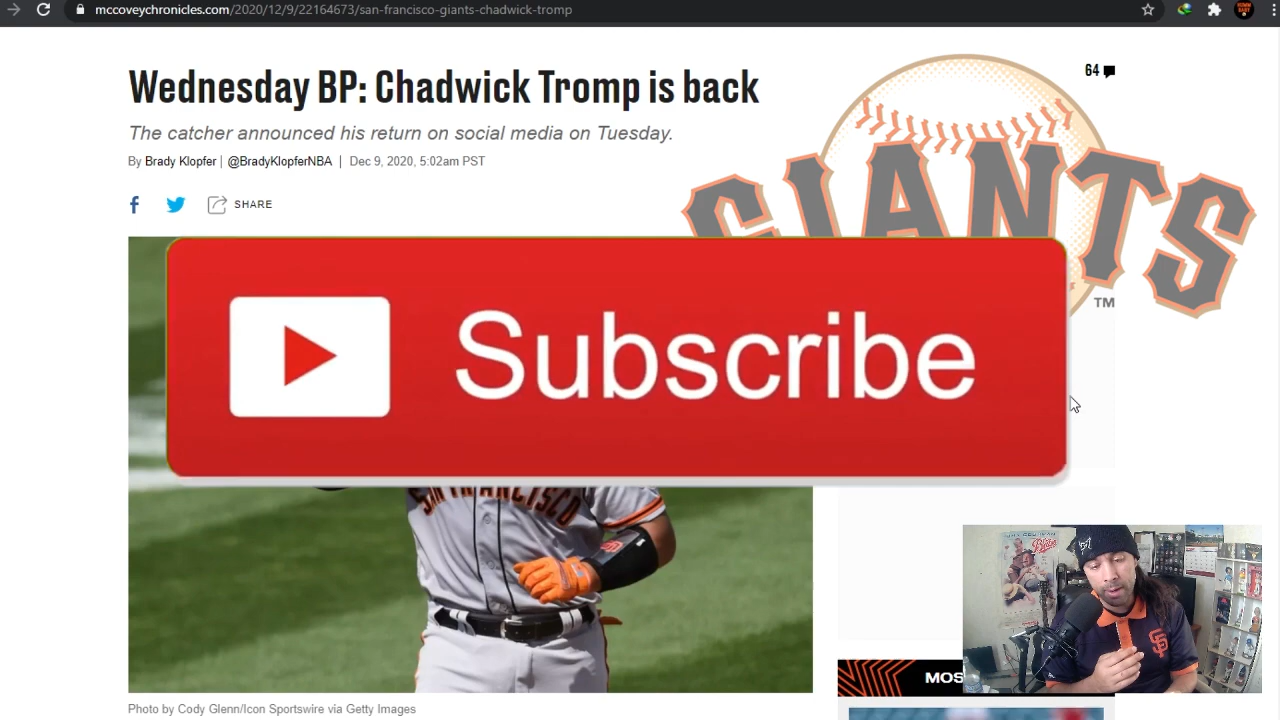 mccoveychronicles.com/2020/12/9/22164673/san-francisco-giants-chadwick-tromp
Wednesday BP: Chadwick Tromp is back
64
The catcher announced his return on social media on Tuesday.
By Brady Klopfer | @BradyKlopferNBA | Dec 9, 2020, 5:02am PST
SHARE
GIANTS
TM
Subscribe
SAN FRANCISCO
SF
MOS
Photo by Cody Glenn/Icon Sportswire via Getty Images